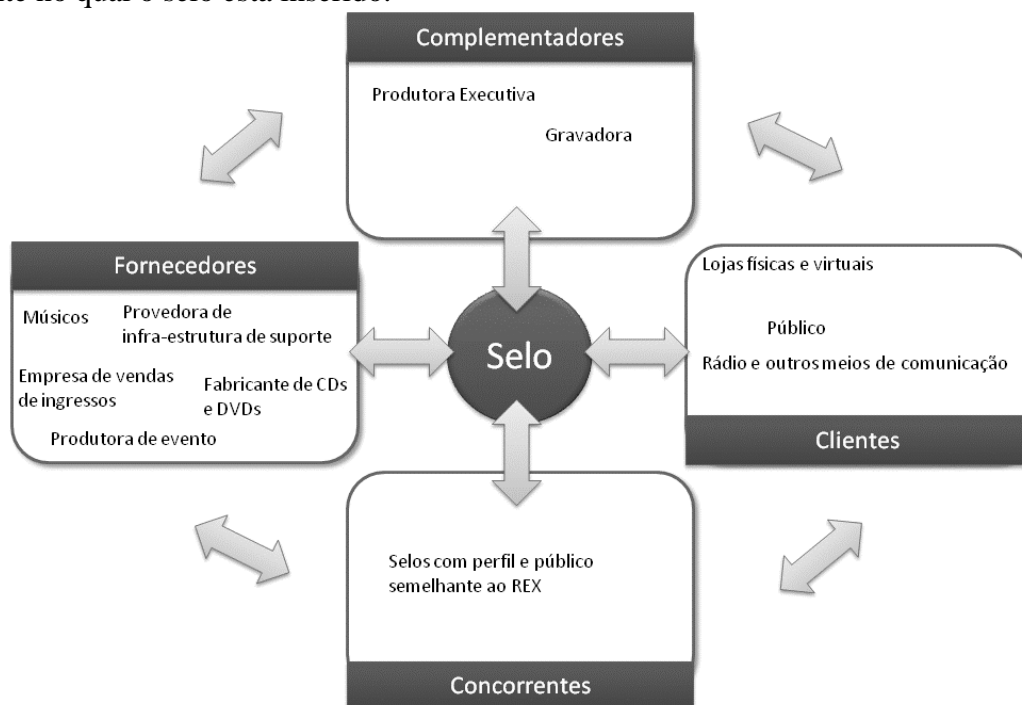 Complementadores
Produtora Executiva
Gravadora
Fornecedores
Músicos
Provedora de
infra-estrutura de suporte
Empresa de vendas
de ingressos
Fabricante de CDs
e DVDs
Produtora de evento
Selo
Lojas físicas e virtuais
Público
Rádio e outros meios de comunicação
Clientes
Selos com perfil e público
semelhante ao REX
Concorrentes